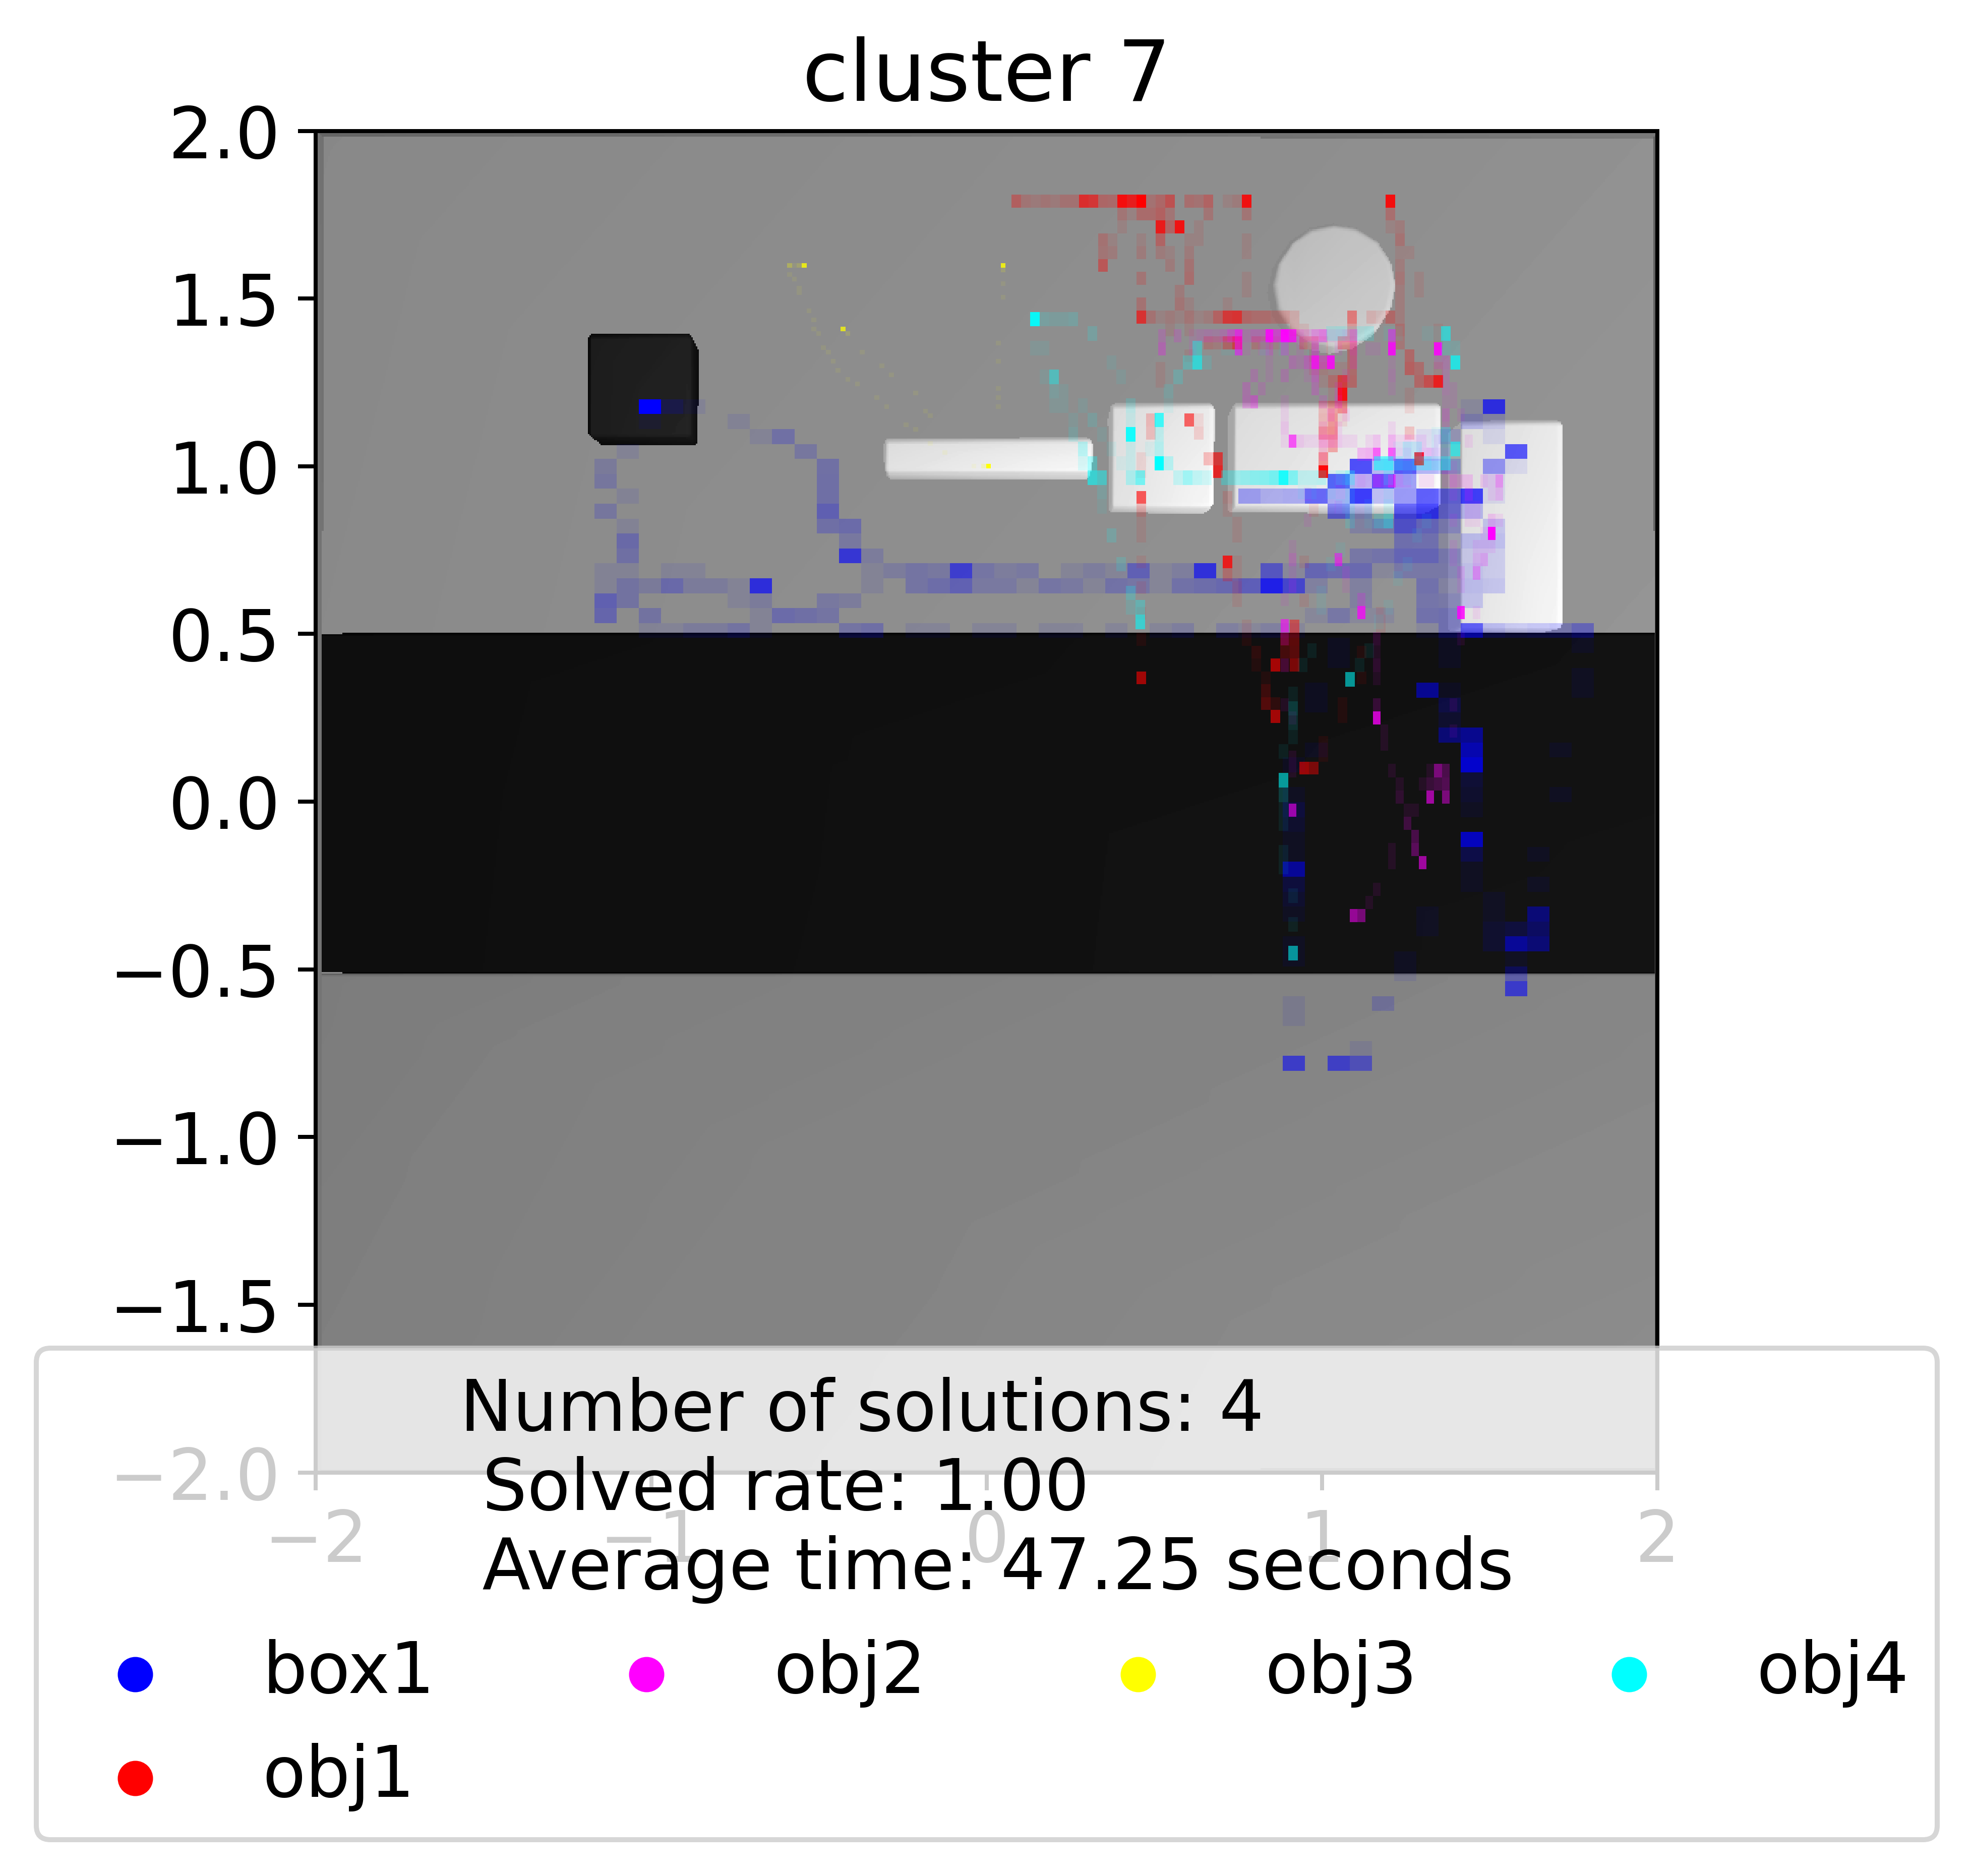 cluster 7
2.0
1.5
1.0
0.5
0.0
−0.5
−1.0
−1.5
−2.0
−2 −1 0 1 2
Number of solutions: 4
Solved rate: 1.00
Average time: 47.25 seconds
box1 obj2 obj3 obj4
obj1